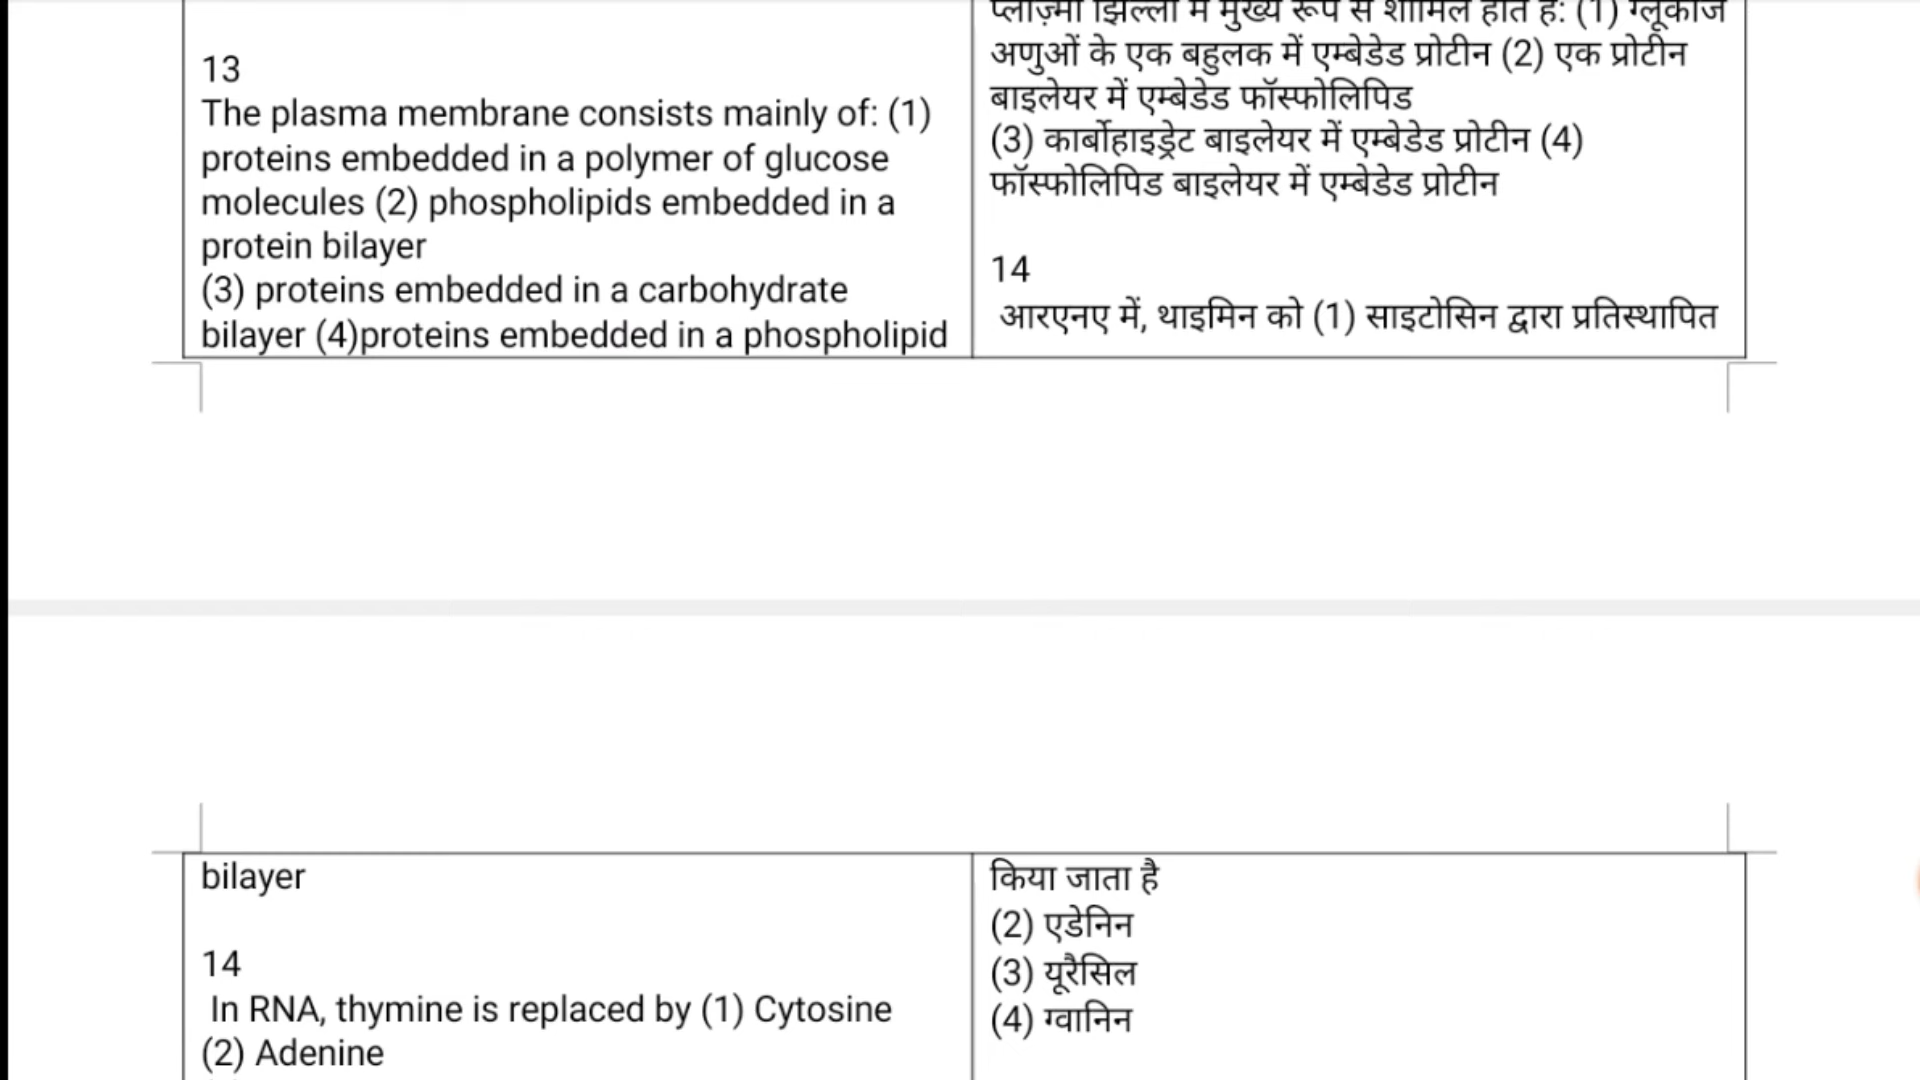 13
The plasma membrane consists mainly of: (1)
proteins embedded in a polymer of glucose
molecules (2) phospholipids embedded in a
protein bilayer
(3) proteins embedded in a carbohydrate
bilayer (4)proteins embedded in a phospholipid
प्लाज़्मा झिल्ली में मुख्य रूप से शामिल होते हैं: (1) ग्लूकोज
अणुओं के एक बहुलक में एम्बेडेड प्रोटीन (2) एक प्रोटीन
बाइलेयर में एम्बेडेड फॉस्फोलिपिड
(3) कार्बोहाइड्रेट बाइलेयर में एम्बेडेड प्रोटीन (4)
फॉस्फोलिपिड बाइलेयर में एम्बेडेड प्रोटीन
14
आरएनए में, थाइमिन को (1) साइटोसिन द्वारा प्रतिस्थापित
bilayer
14
In RNA, thymine is replaced by (1) Cytosine
(2) Adenine
किया जाता है
(2) एडेनिन
(3) यूरैसिल
(4) ग्वानिन